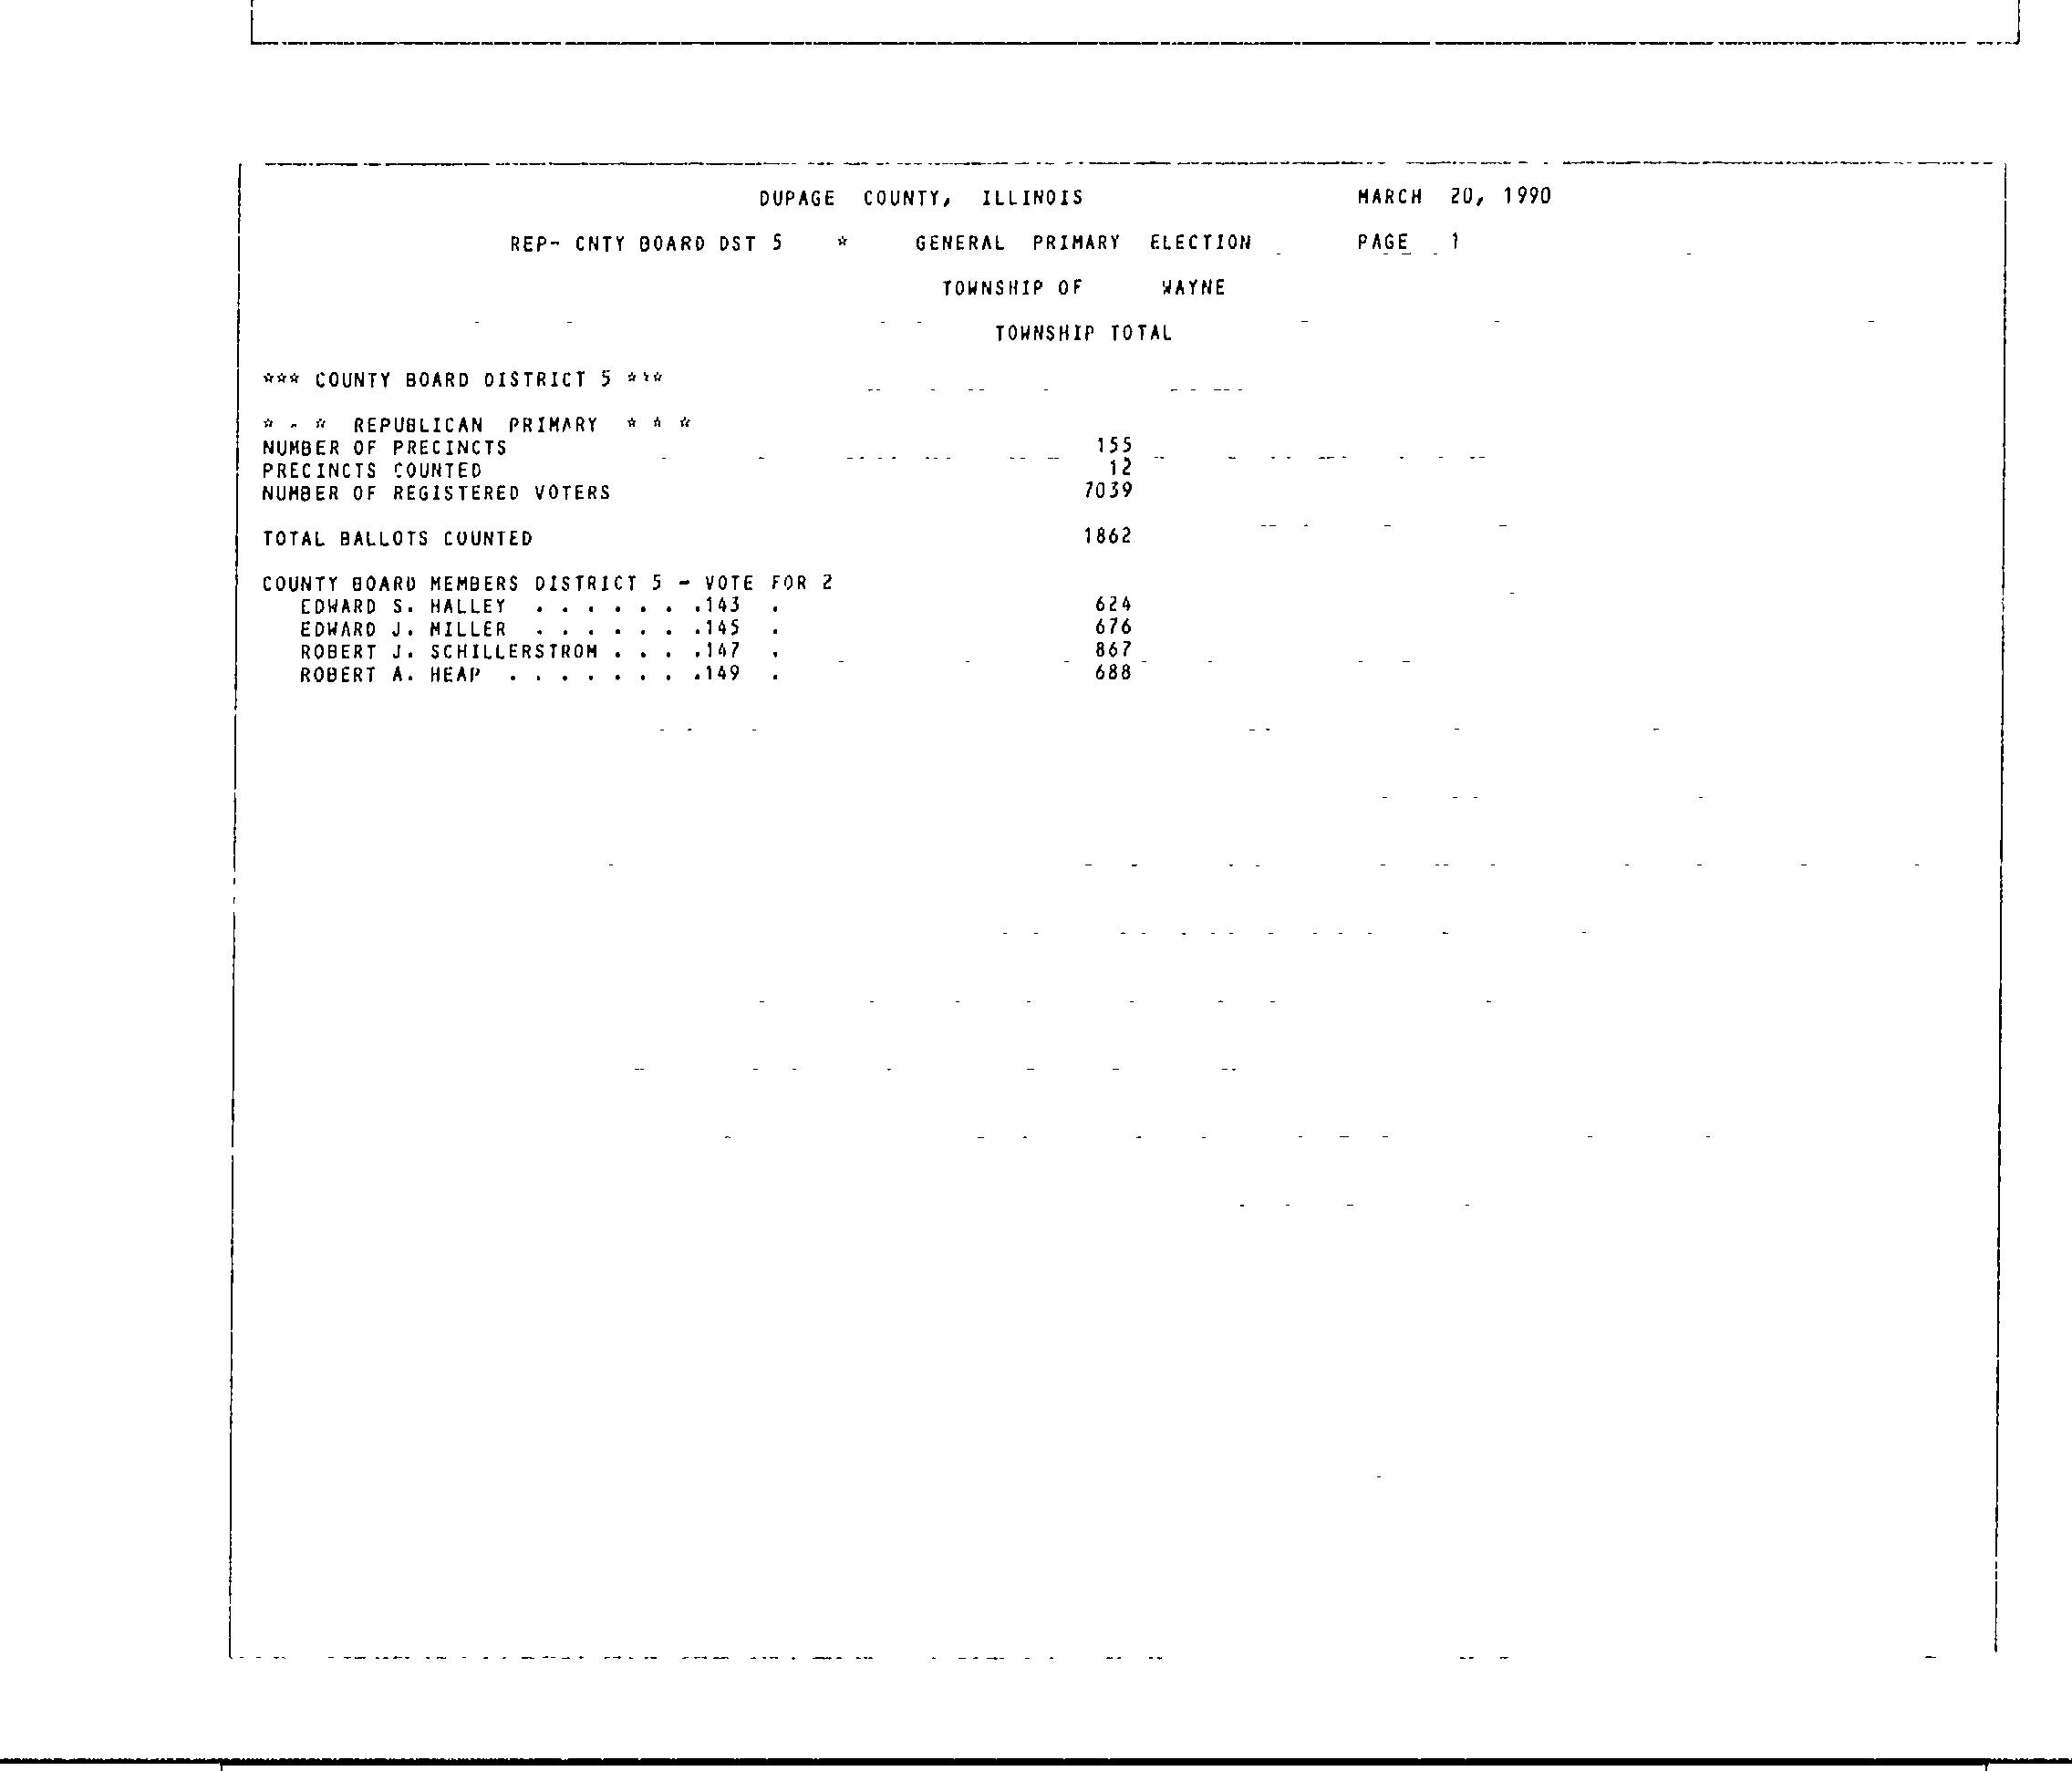 DUPAGE COUNTY, ILLINOIS MARCH 20, 1990
REP- CNTY BOARD DST 5 * GENERAL PRIMARY ELECTION PAGE 1
TOWNSHIP OF WAYNE
TOWNSHIP TOTAL
*** COUNTY BOARD DISTRICT 5 ***
* - * REPUBLICAN PRIMARY * * *
NUMBER OF PRECINCTS 155
PRECINCTS COUNTED 12
NUMBER OF REGISTERED VOTERS 7039
TOTAL BALLOTS COUNTED 1862
COUNTY BOARD MEMBERS DISTRICT 5 - VOTE FOR 2
EDWARD S. HALLEY . . . . . . .143 . 624
EDWARD J. MILLER . . . . . . .145 . 676
ROBERT J. SCHILLERSTROM . . . .147 . 867
ROBERT A. HEAP . . . . . . . .149 . 688